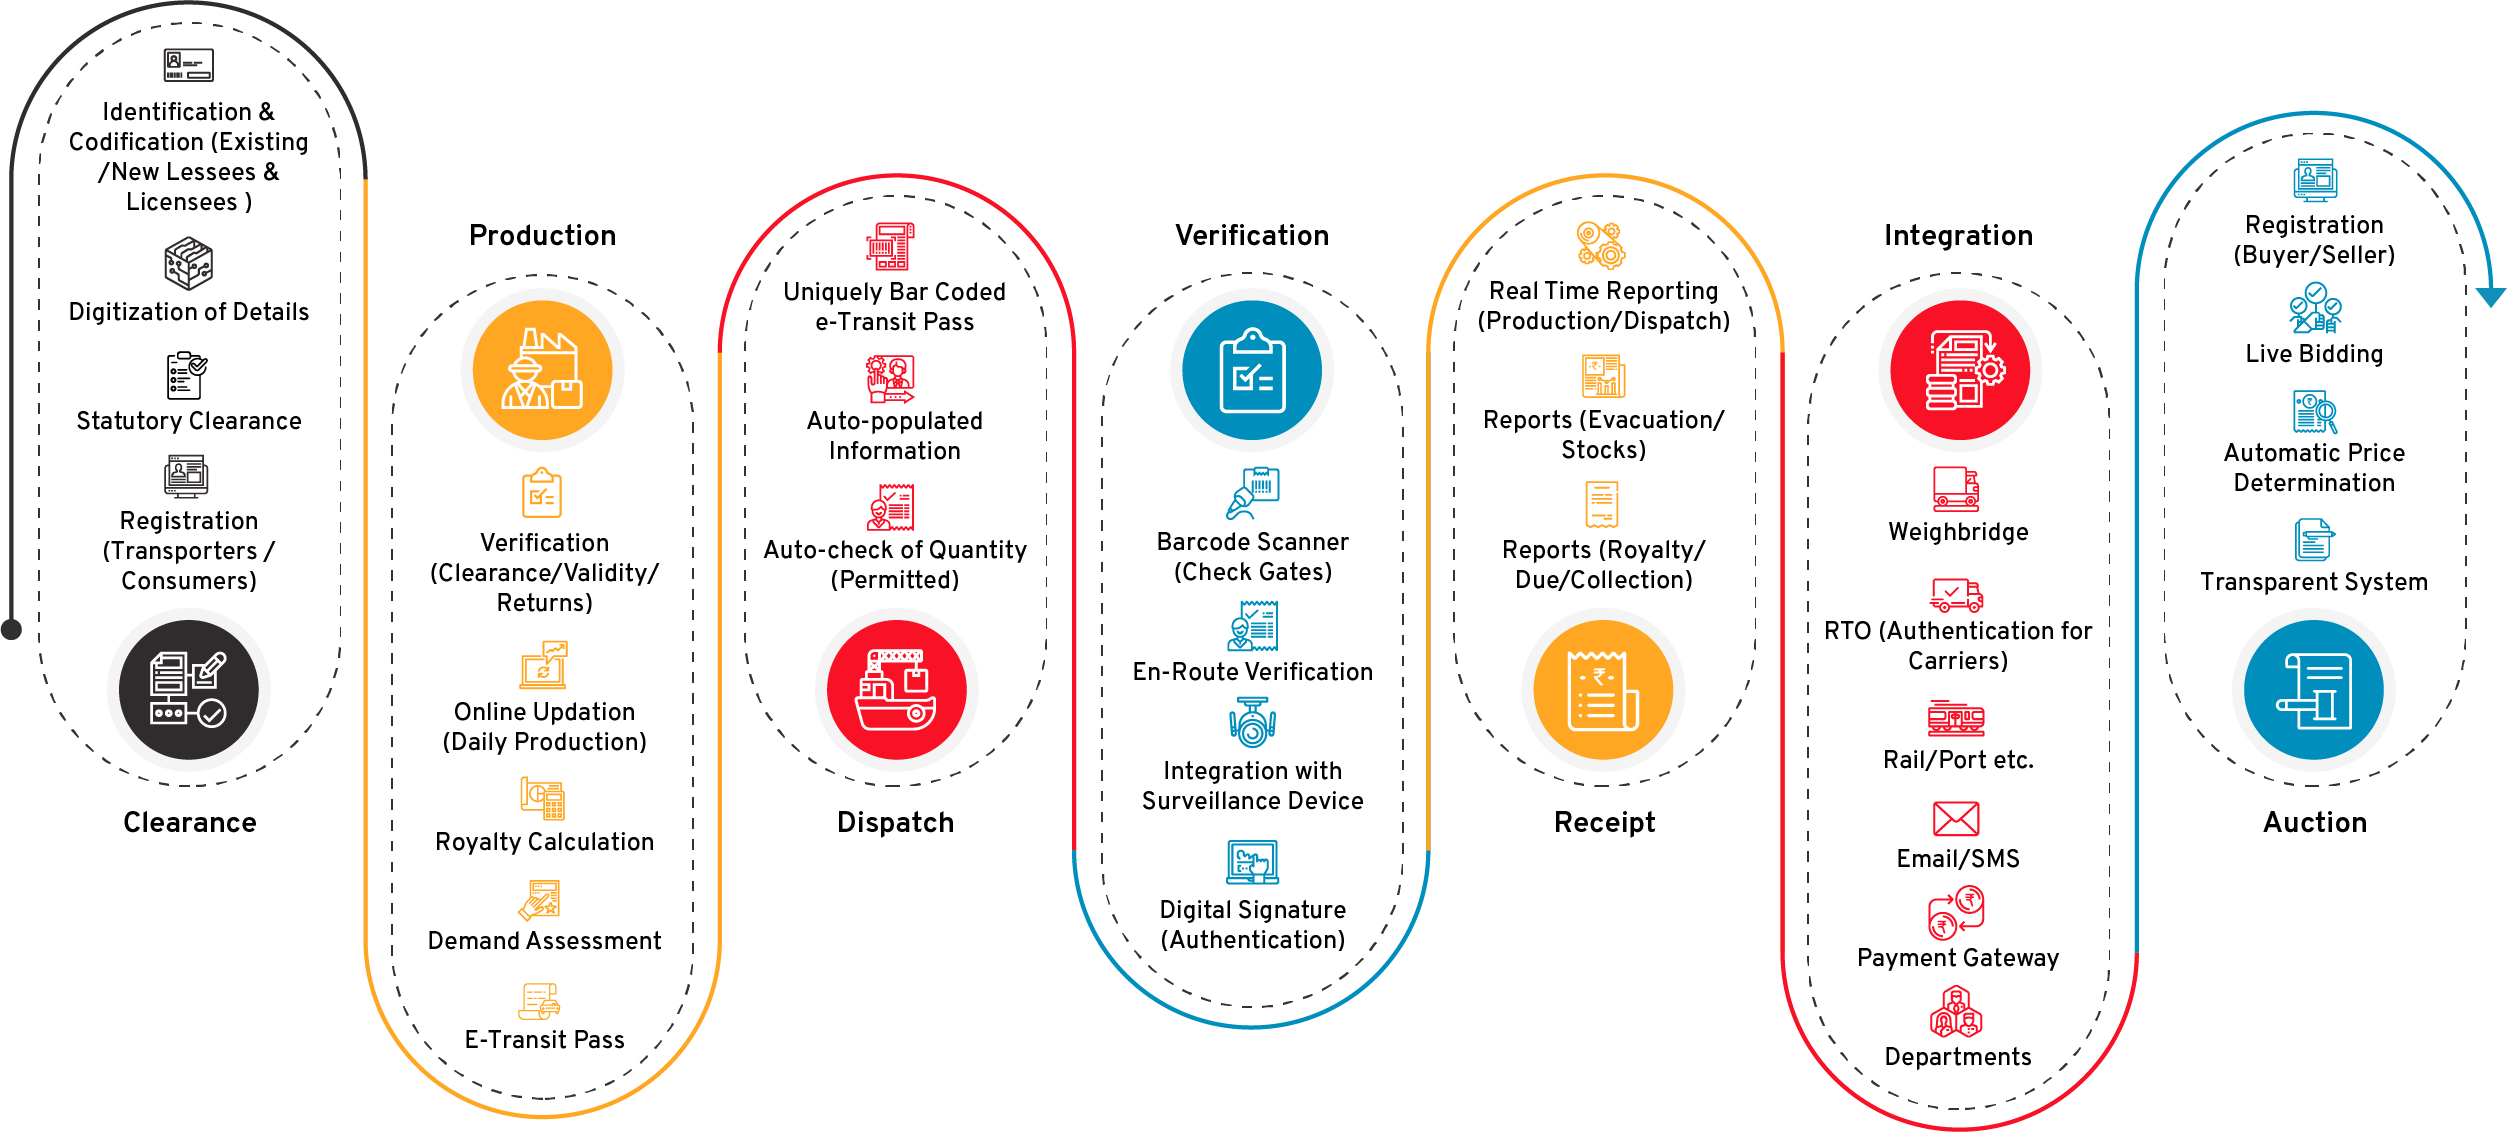 Identification &
Codification (Existing
/New Lessees &
Licensees )
Digitization of Details
Statutory Clearance
Registration
(Transporters /
Consumers)
Clearance
Production
Verification
(Clearance/Validity/
Returns)
Online Updation
(Daily Production)
Royalty Calculation
Demand Assessment
E-Transit Pass
Uniquely Bar Coded
e-Transit Pass
Auto-populated
Information
Auto-check of Quantity
(Permitted)
Dispatch
Verification
Barcode Scanner
(Check Gates)
En-Route Verification
Integration with
Surveillance Device
Digital Signature
(Authentication)
Real Time Reporting
(Production/Dispatch)
Reports (Evacuation/
Stocks)
Reports (Royalty/
Due/Collection)
Receipt
Integration
Weighbridge
RTO (Authentication for
Carriers)
Rail/Port etc.
Email/SMS
Payment Gateway
Departments
Registration
(Buyer/Seller)
Live Bidding
Automatic Price
Determination
Transparent System
Auction